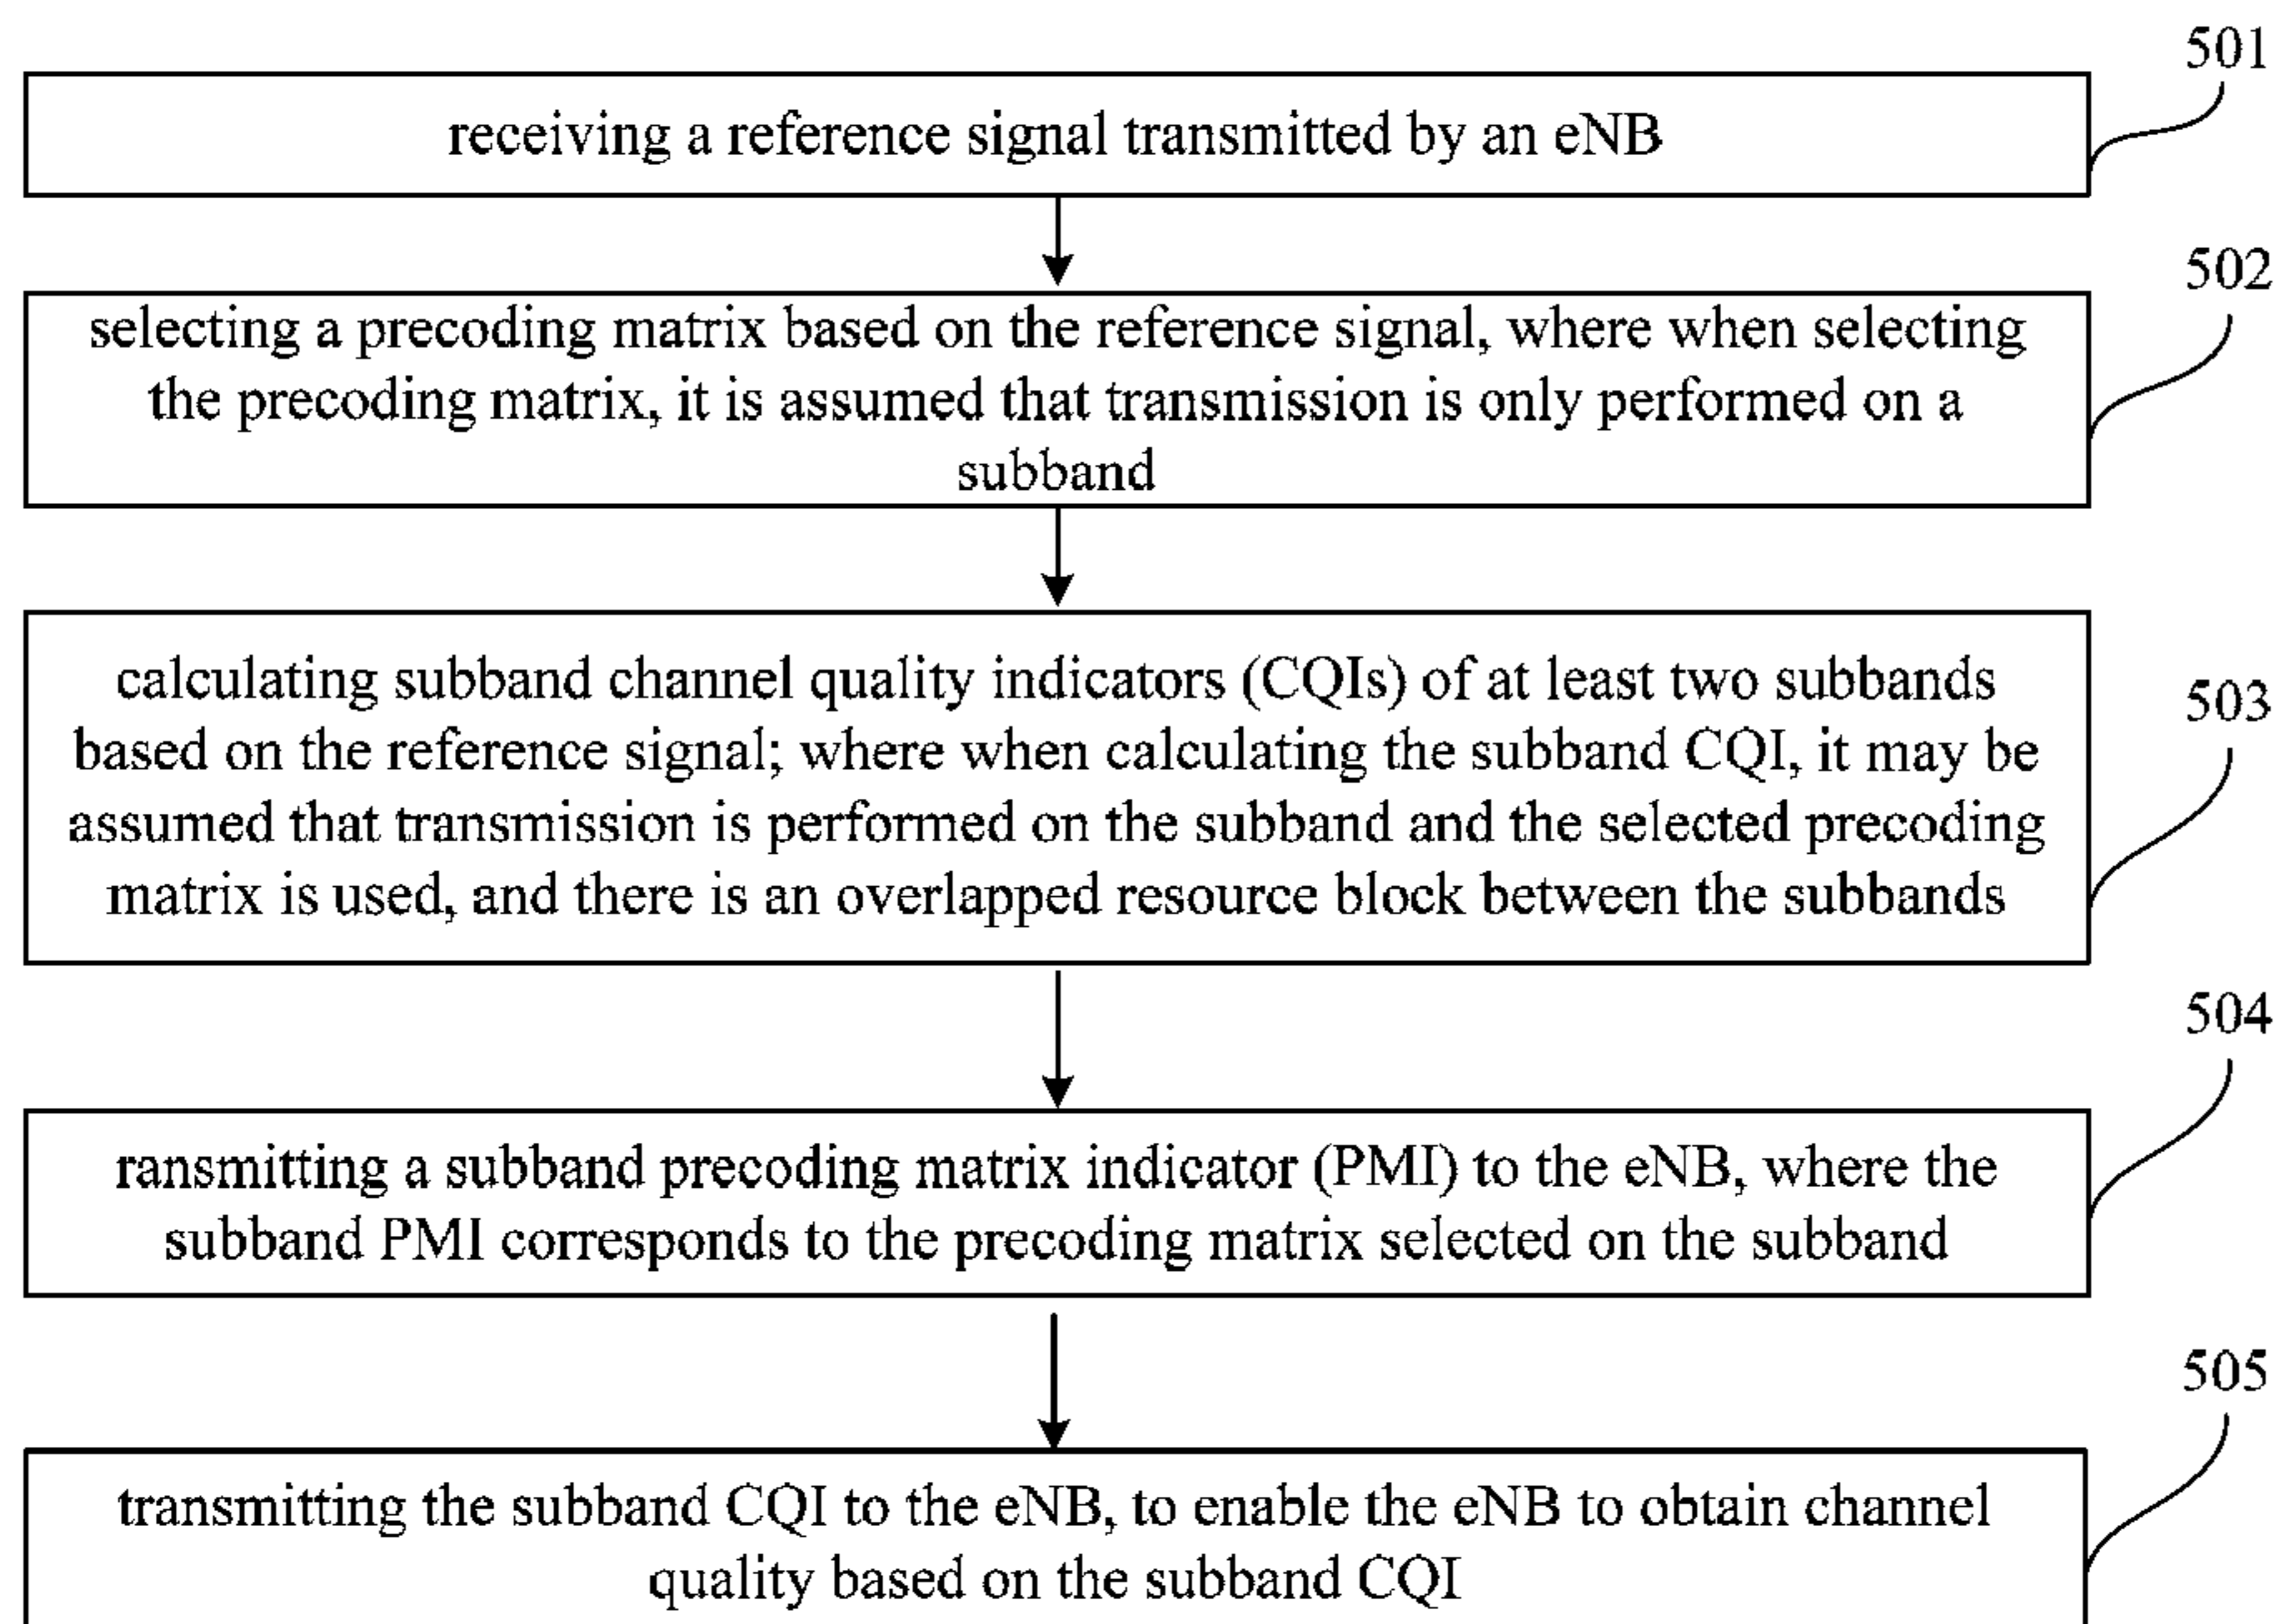 501
receiving a reference signal transmitted by an eNB
502
selecting a precoding matrix based on the reference signal, where when selecting
the precoding matrix, it is assumed that transmission is only performed on a
subband
calculating subband channel quality indicators (CQIs) of at least two subbands
503
based on the reference signal; where when calculating the subband CQI, it may be
assumed that transmission is performed on the subband and the selected precoding
matrix is used, and there is an overlapped resource block between the subbands
504
ransmitting a subband precoding matrix indicator (PMI) to the eNB, where the
subband PMI corresponds to the precoding matrix selected on the subband
505
transmitting the subband CQI to the eNB, to enable the eNB to obtain channel
quality based on the subband CQI